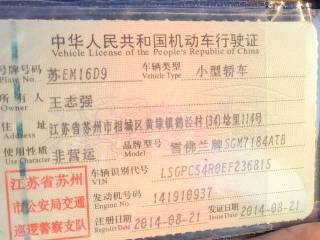 中华人民共和国机动车行驶证
Vehicle License of the People's Republic of China
号牌号码 苏EM16D9 车辆类型 小型轿车
Plate No. Vehicle Type
所有人 王志强
Owner
住址 江苏省苏州市相城区黄埭镇鹤泾村(34)埝里114号
Address
使用性质 非营运 品牌型号 雪佛兰牌SGM7184ATB
Use Character Model
车辆识别代号 LSGPC54R0EF236815
VIN
江苏省苏州
市公安局交通
巡逻警察支队
发动机号码 141910937
Engine No.
注册日期 2014-08-21 发证日期 2014-08-21
Register Date Issue Date